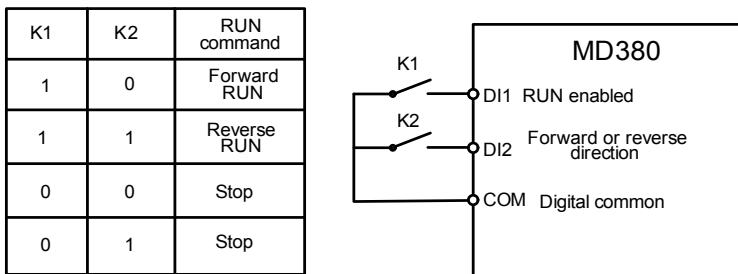 K1 K2 RUN
command
1 0 Forward
RUN
1 1 Reverse
RUN
0 0 Stop
0 1 Stop
MD380
K1
DI1 RUN enabled
K2
DI2 Forward or reverse
direction
COM Digital common